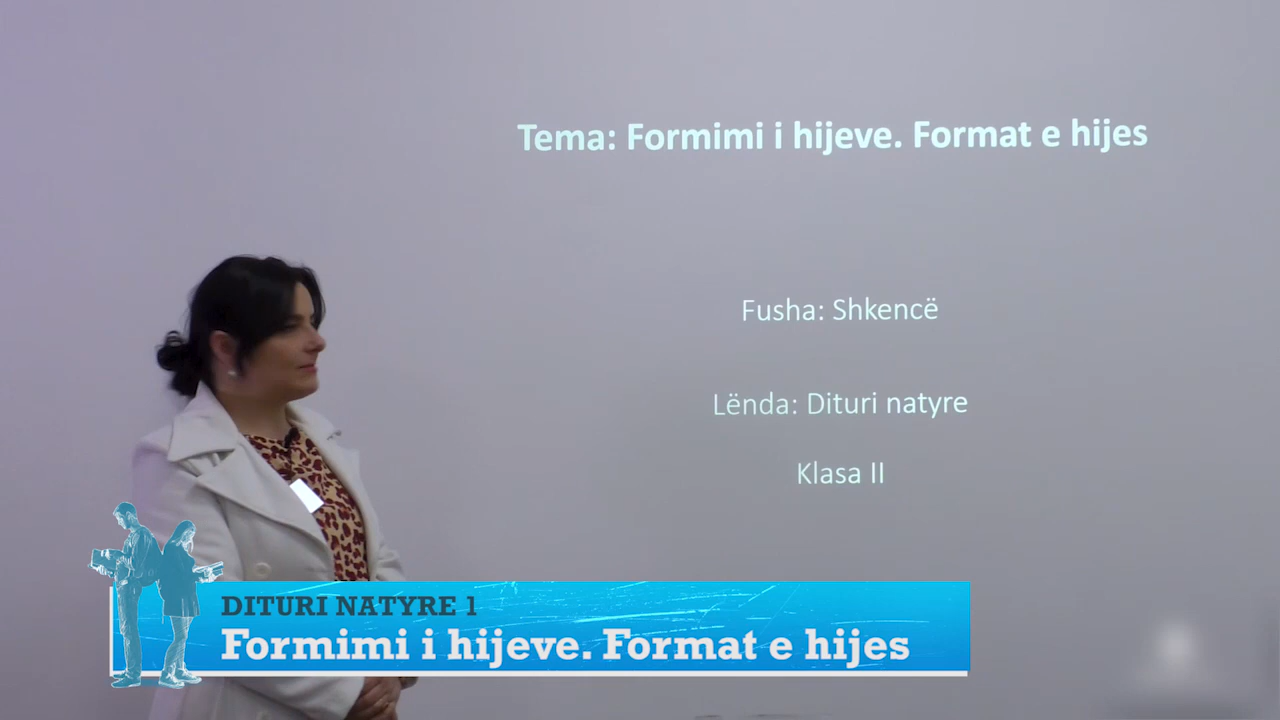 Tema: Formimi i hijeve. Format e hijes
Fusha: Shkencë
Lënda: Dituri natyre
Klasa II
DITURI NATYRE 1
Formimi i hijeve. Format e hijes